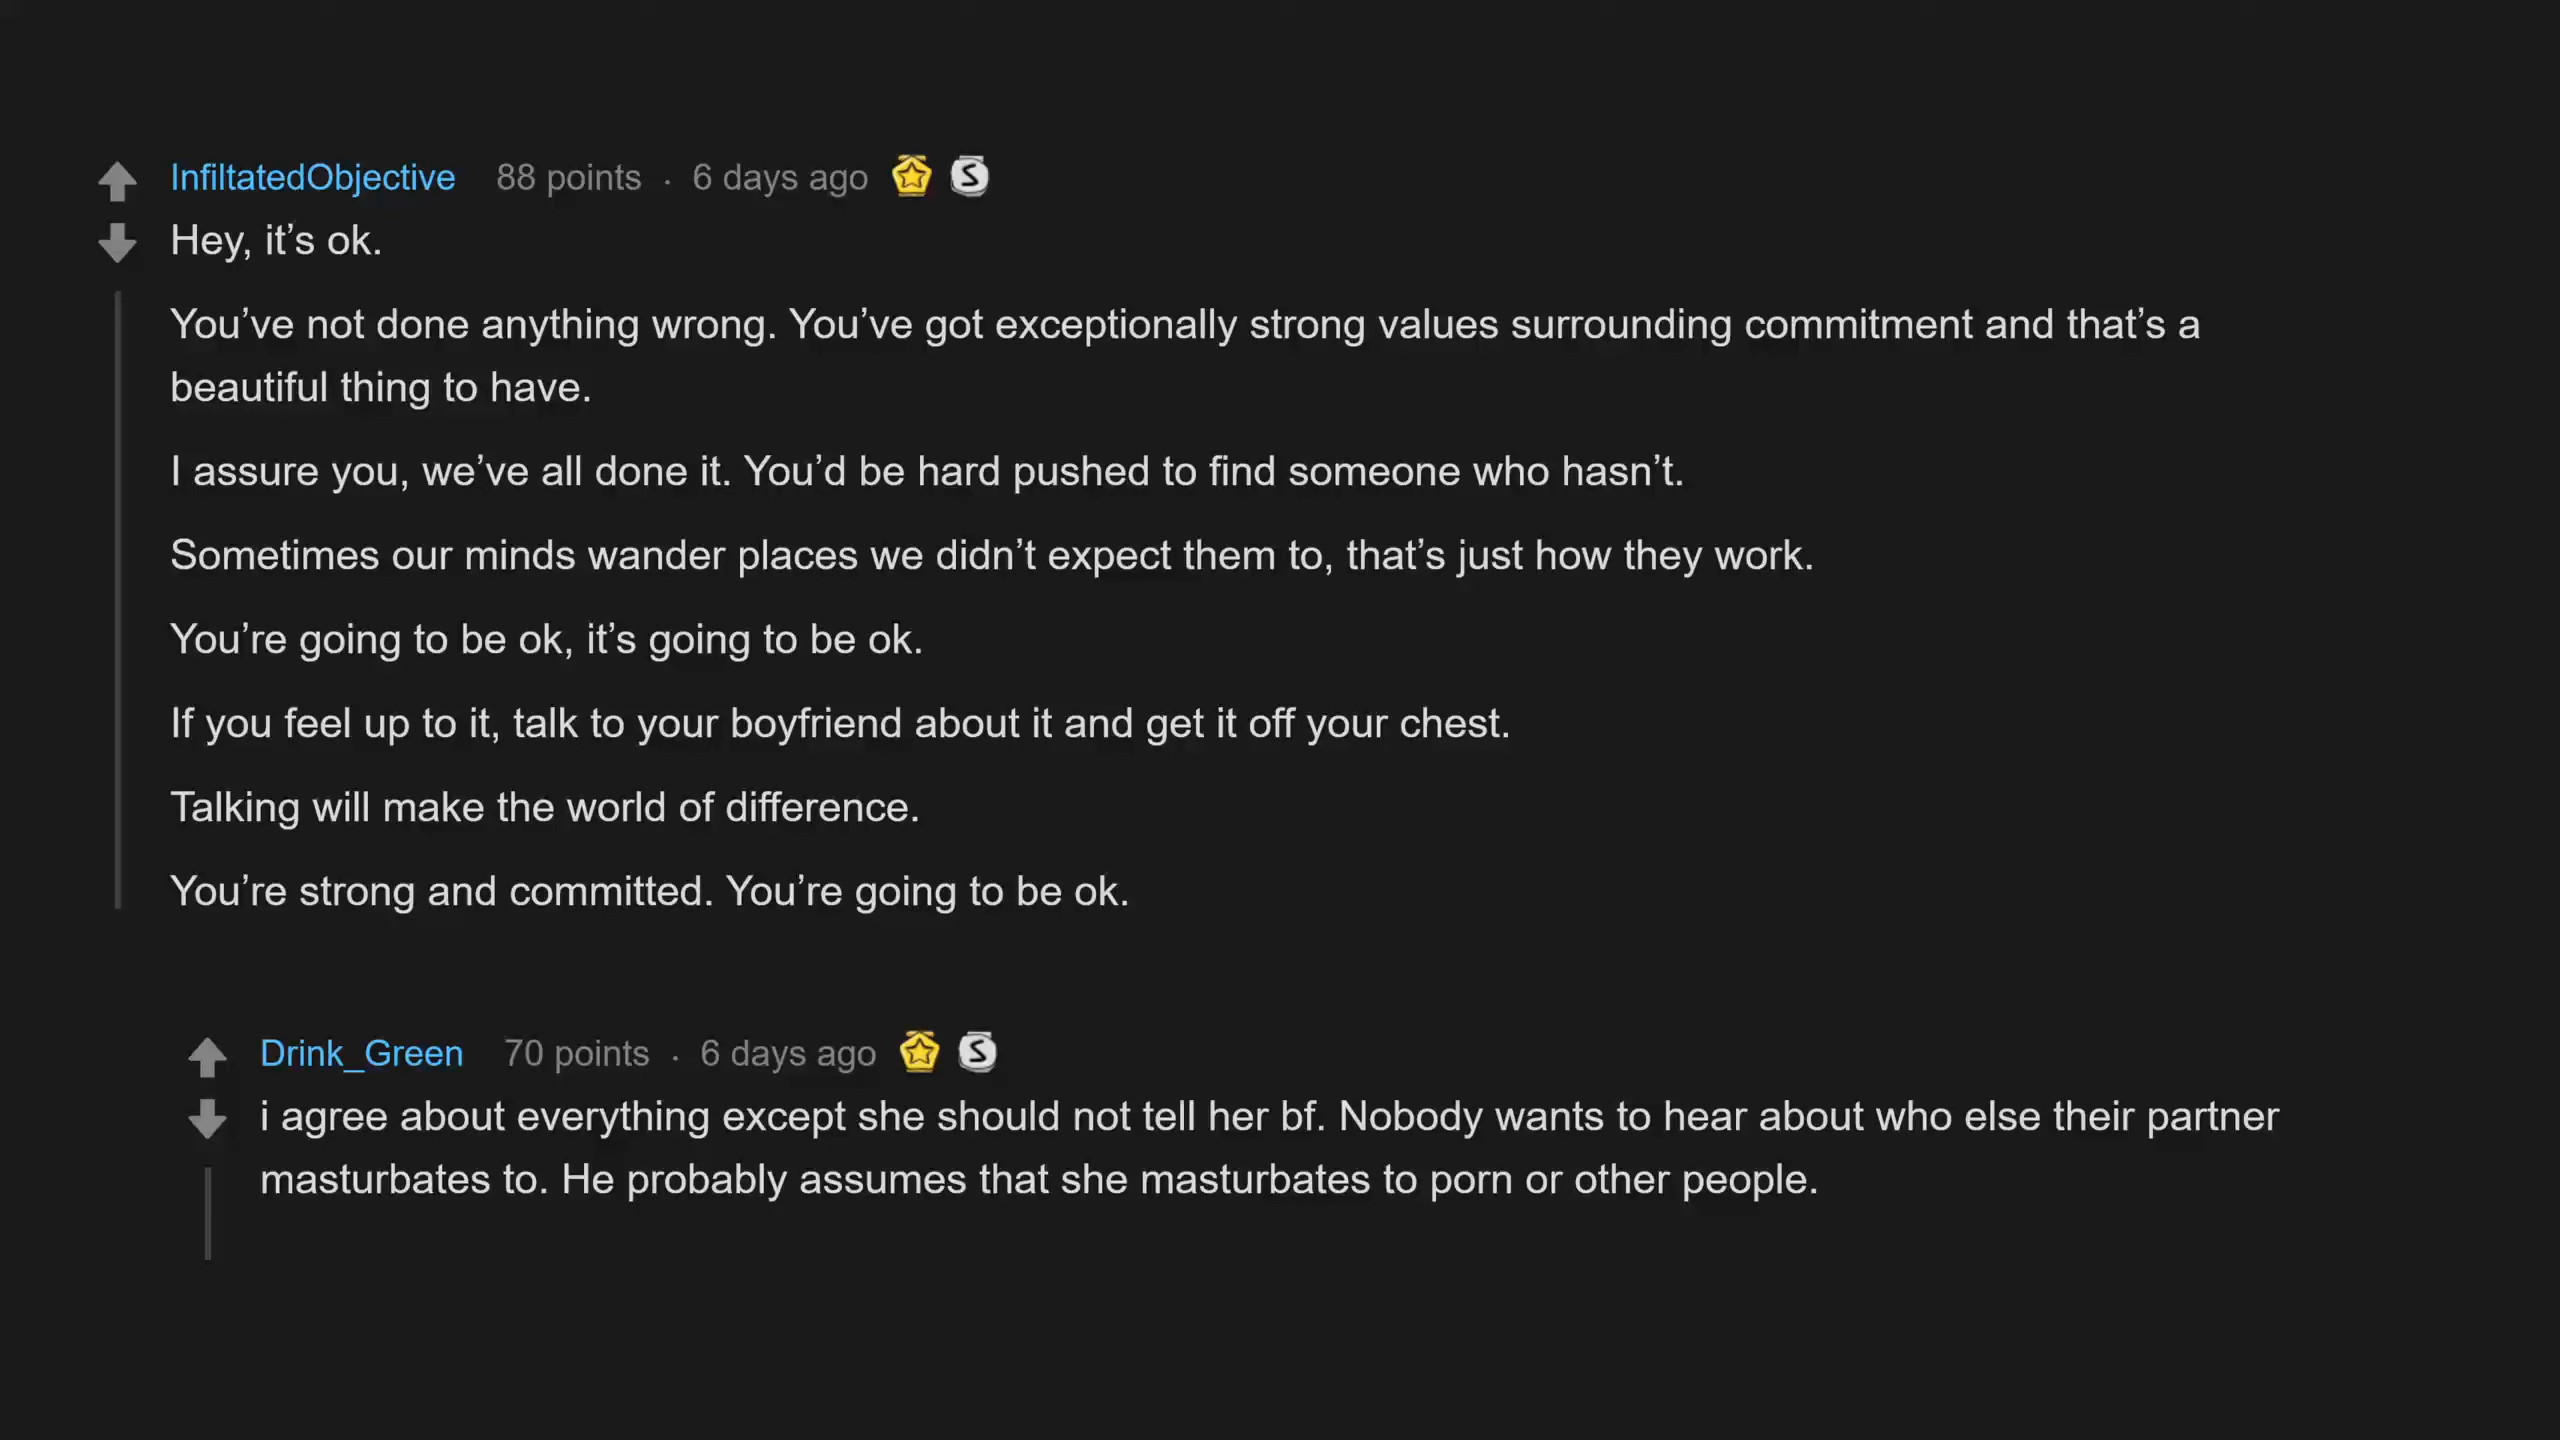 InfiltatedObjective 88 points · 6 days ago
Hey, it’s ok.
You’ve not done anything wrong. You’ve got exceptionally strong values surrounding commitment and that’s a
beautiful thing to have.
I assure you, we’ve all done it. You’d be hard pushed to find someone who hasn’t.
Sometimes our minds wander places we didn’t expect them to, that’s just how they work.
You’re going to be ok, it’s going to be ok.
If you feel up to it, talk to your boyfriend about it and get it off your chest.
Talking will make the world of difference.
You’re strong and committed. You’re going to be ok.
Drink_Green 70 points · 6 days ago
i agree about everything except she should not tell her bf. Nobody wants to hear about who else their partner
masturbates to. He probably assumes that she masturbates to porn or other people.